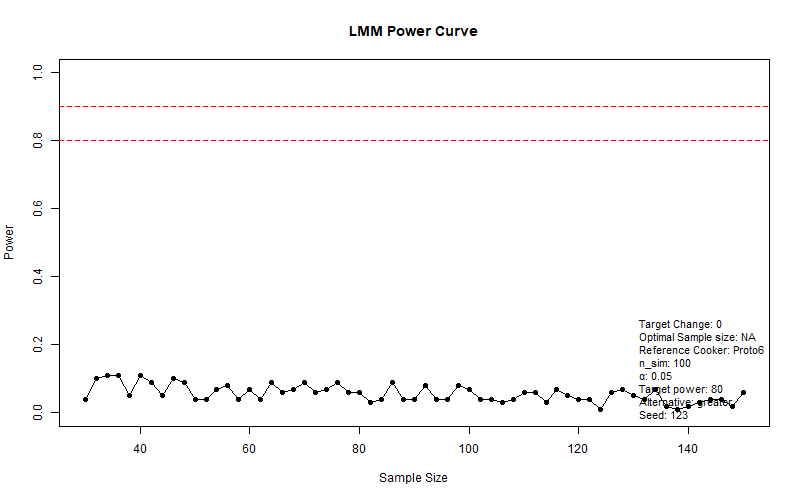 LMM Power Curve
1.0
0.8
0.6
0.4
0.2
0.0
Power
Target Change: 0
Optimal Sample size: NA
Reference Cooker: Proto6
n_sim: 100
α: 0.05
Target power: 80
Alternative: greater
Seed: 123
40
60
80
100
120
140
Sample Size